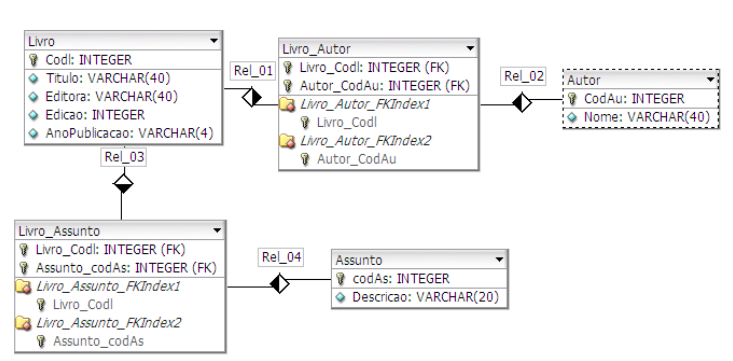 Livro
Codl: INTEGER
Titulo: VARCHAR(40)
Editora: VARCHAR(40)
Edicao: INTEGER
AnoPublicacao: VARCHAR(4)
Rel_01
Livro_Autor
Livro_Codl: INTEGER (FK)
Autor_CodAu: INTEGER (FK)
Livro_Autor_FKIndex1
Livro_Codl
Livro_Autor_FKIndex2
Autor_CodAu
Rel_02
Autor
CodAu: INTEGER
Nome: VARCHAR(40)
Rel_03
Livro_Assunto
Livro_Codl: INTEGER (FK)
Assunto_codAs: INTEGER (FK)
Livro_Assunto_FKIndex1
Livro_Codl
Livro_Assunto_FKIndex2
Assunto_codAs
Rel_04
Assunto
codAs: INTEGER
Descricao: VARCHAR(20)